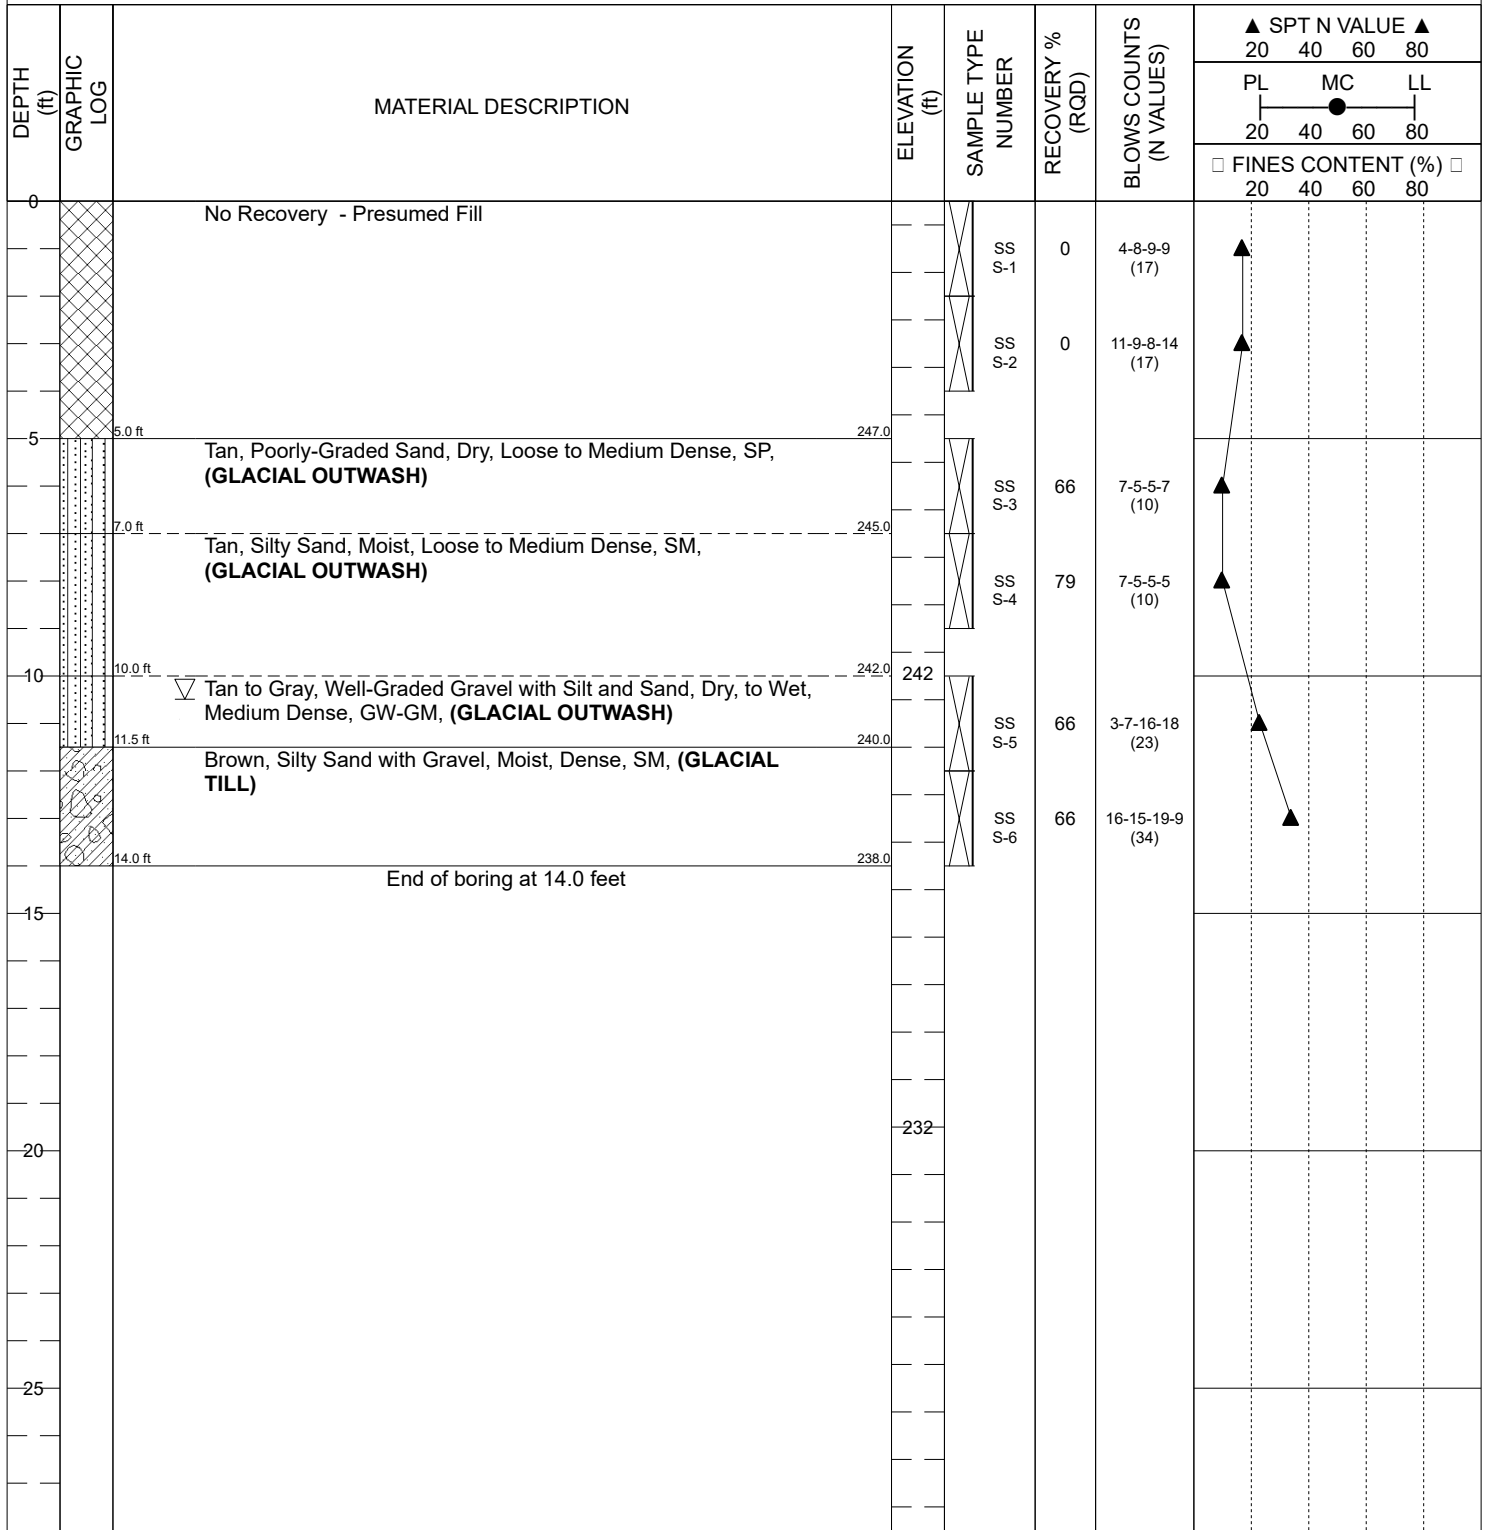 DEPTH
(ft)
GRAPHIC
LOG
MATERIAL DESCRIPTION
ELEVATION
(ft)
SAMPLE TYPE
NUMBER
RECOVERY %
(RQD)
BLOWS COUNTS
(N VALUES)
▲ SPT N VALUE ▲
20 40 60 80
PL MC LL
20 40 60 80
□ FINES CONTENT (%) □
20 40 60 80
0
No Recovery - Presumed Fill
SS
S-1
0
4-8-9-9
(17)
SS
S-2
0
11-9-8-14
(17)
5
5.0 ft
247.0
Tan, Poorly-Graded Sand, Dry, Loose to Medium Dense, SP,
(GLACIAL OUTWASH)
SS
S-3
66
7-5-5-7
(10)
7.0 ft
245.0
Tan, Silty Sand, Moist, Loose to Medium Dense, SM,
(GLACIAL OUTWASH)
SS
S-4
79
7-5-5-5
(10)
10
10.0 ft
242.0
242
Tan to Gray, Well-Graded Gravel with Silt and Sand, Dry, to Wet,
Medium Dense, GW-GM, (GLACIAL OUTWASH)
SS
S-5
66
3-7-16-18
(23)
11.5 ft
240.0
Brown, Silty Sand with Gravel, Moist, Dense, SM, (GLACIAL
TILL)
SS
S-6
66
16-15-19-9
(34)
14.0 ft
238.0
End of boring at 14.0 feet
15
232
20
25